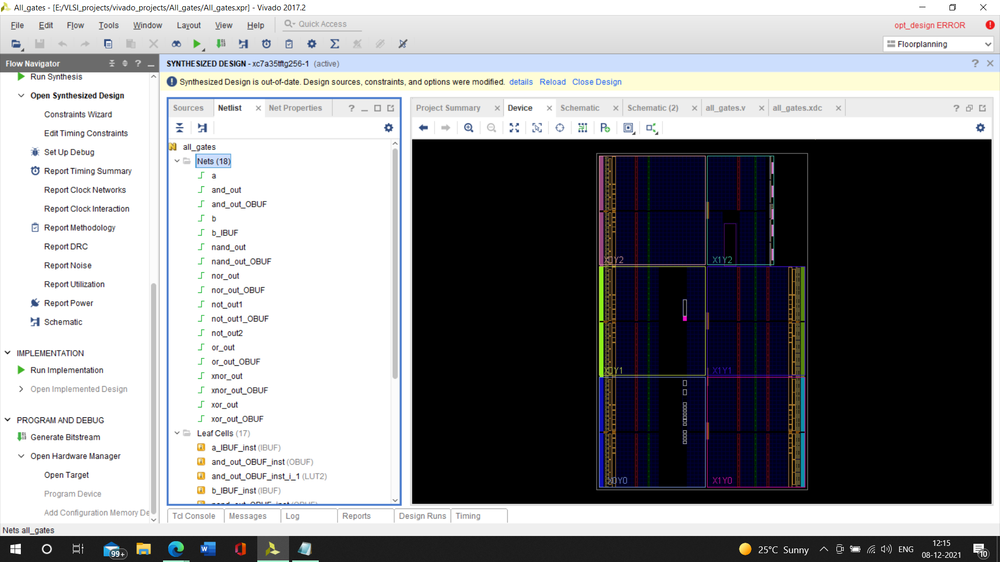 All_gates - [E:/VLSI_projects/vivado_projects/All_gates/All_gates.xpr] - Vivado 2017.2
File Edit Flow Tools Window Layout View Help Quick Access
opt_design ERROR
Floorplanning
Flow Navigator
Run Synthesis
Open Synthesized Design
Constraints Wizard
Edit Timing Constraints
Set Up Debug
Report Timing Summary
Report Clock Networks
Report Clock Interaction
Report Methodology
Report DRC
Report Noise
Report Utilization
Report Power
Schematic
IMPLEMENTATION
Run Implementation
Open Implemented Design
PROGRAM AND DEBUG
Generate Bitstream
Open Hardware Manager
Open Target
Program Device
Add Configuration Memory De
SYNTHESIZED DESIGN - xc7a35tftg256-1 (active)
Synthesized Design is out-of-date. Design sources, constraints, and options were modified. details Reload Close Design
Sources Netlist Net Properties
all_gates
Nets (18)
a
and_out
and_out_OBUF
b
b_IBUF
nand_out
nand_out_OBUF
nor_out
nor_out_OBUF
not_out1
not_out1_OBUF
not_out2
or_out
or_out_OBUF
xnor_out
xnor_out_OBUF
xor_out
xor_out_OBUF
Leaf Cells (17)
a_IBUF_inst (IBUF)
and_out_OBUF_inst (OBUF)
and_out_OBUF_inst_i_1 (LUT2)
b_IBUF_inst (IBUF)
Project Summary Device Schematic Schematic (2) all_gates.v all_gates.xdc
X0Y2 X1Y2
X0Y1 X1Y1
X0Y0 X1Y0
Tcl Console Messages Log Reports Design Runs Timing
Nets all_gates
99+
25°C Sunny
ENG
12:15
08-12-2021
10